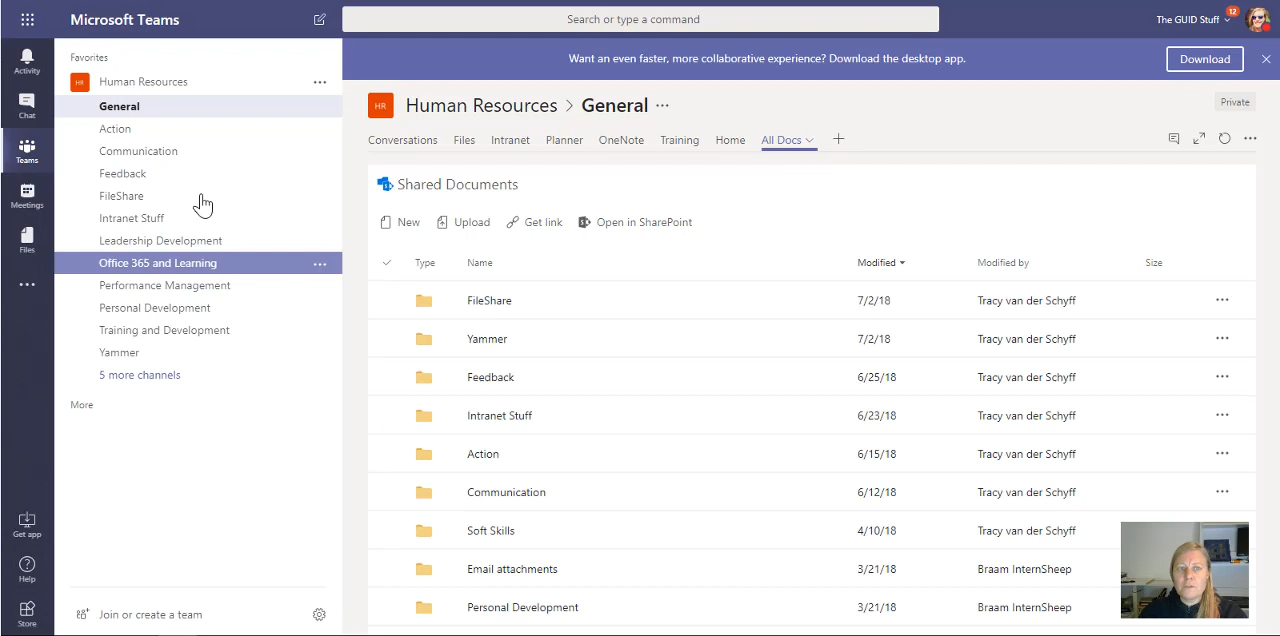 Microsoft Teams
Search or type a command
The GUID Stuff
12
Activity
Chat
Teams
Meetings
Files
Get app
Help
Store
Favorites
HR Human Resources
General
Action
Communication
Feedback
FileShare
Intranet Stuff
Leadership Development
Office 365 and Learning
Performance Management
Personal Development
Training and Development
Yammer
5 more channels
More
Join or create a team
Want an even faster, more collaborative experience? Download the desktop app.
Download
HR Human Resources > General
Private
Conversations Files Intranet Planner OneNote Training Home All Docs
Shared Documents
New Upload Get link Open in SharePoint
Type Name Modified Modified by Size
FileShare 7/2/18 Tracy van der Schyff
Yammer 7/2/18 Tracy van der Schyff
Feedback 6/25/18 Tracy van der Schyff
Intranet Stuff 6/23/18 Tracy van der Schyff
Action 6/15/18 Tracy van der Schyff
Communication 6/12/18 Tracy van der Schyff
Soft Skills 4/10/18 Tracy van der Schyff
Email attachments 3/21/18 Braam InternSheep
Personal Development 3/21/18 Braam InternSheep